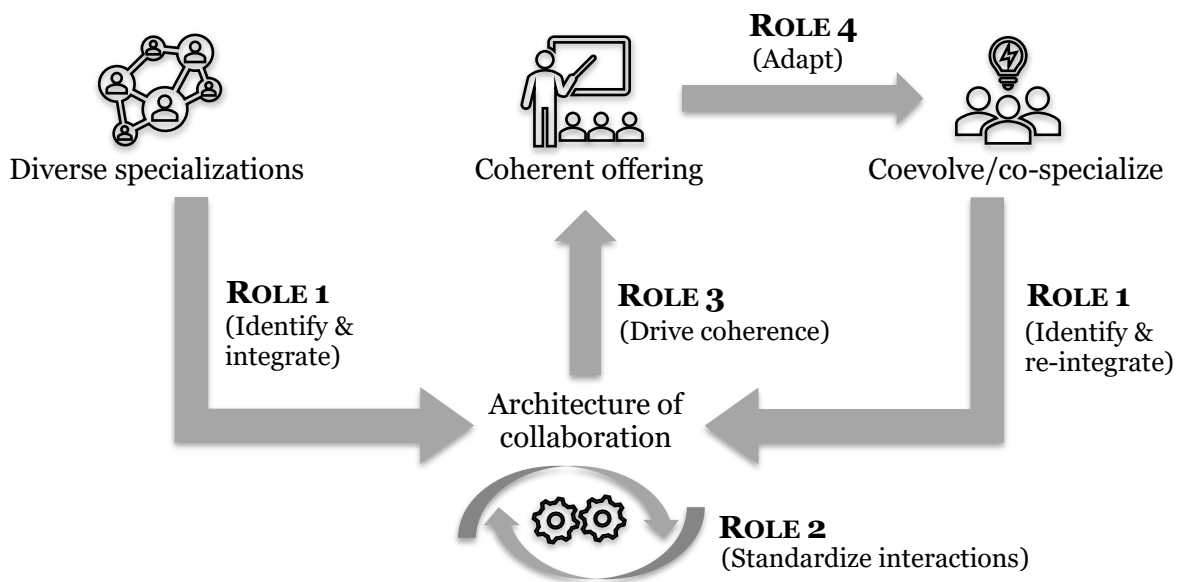 ROLE 4
(Adapt)
Diverse specializations
Coherent offering
Coevolve/co-specialize
ROLE 1
(Identify &
integrate)
ROLE 3
(Drive coherence)
ROLE 1
(Identify &
re-integrate)
Architecture of
collaboration
ROLE 2
(Standardize interactions)